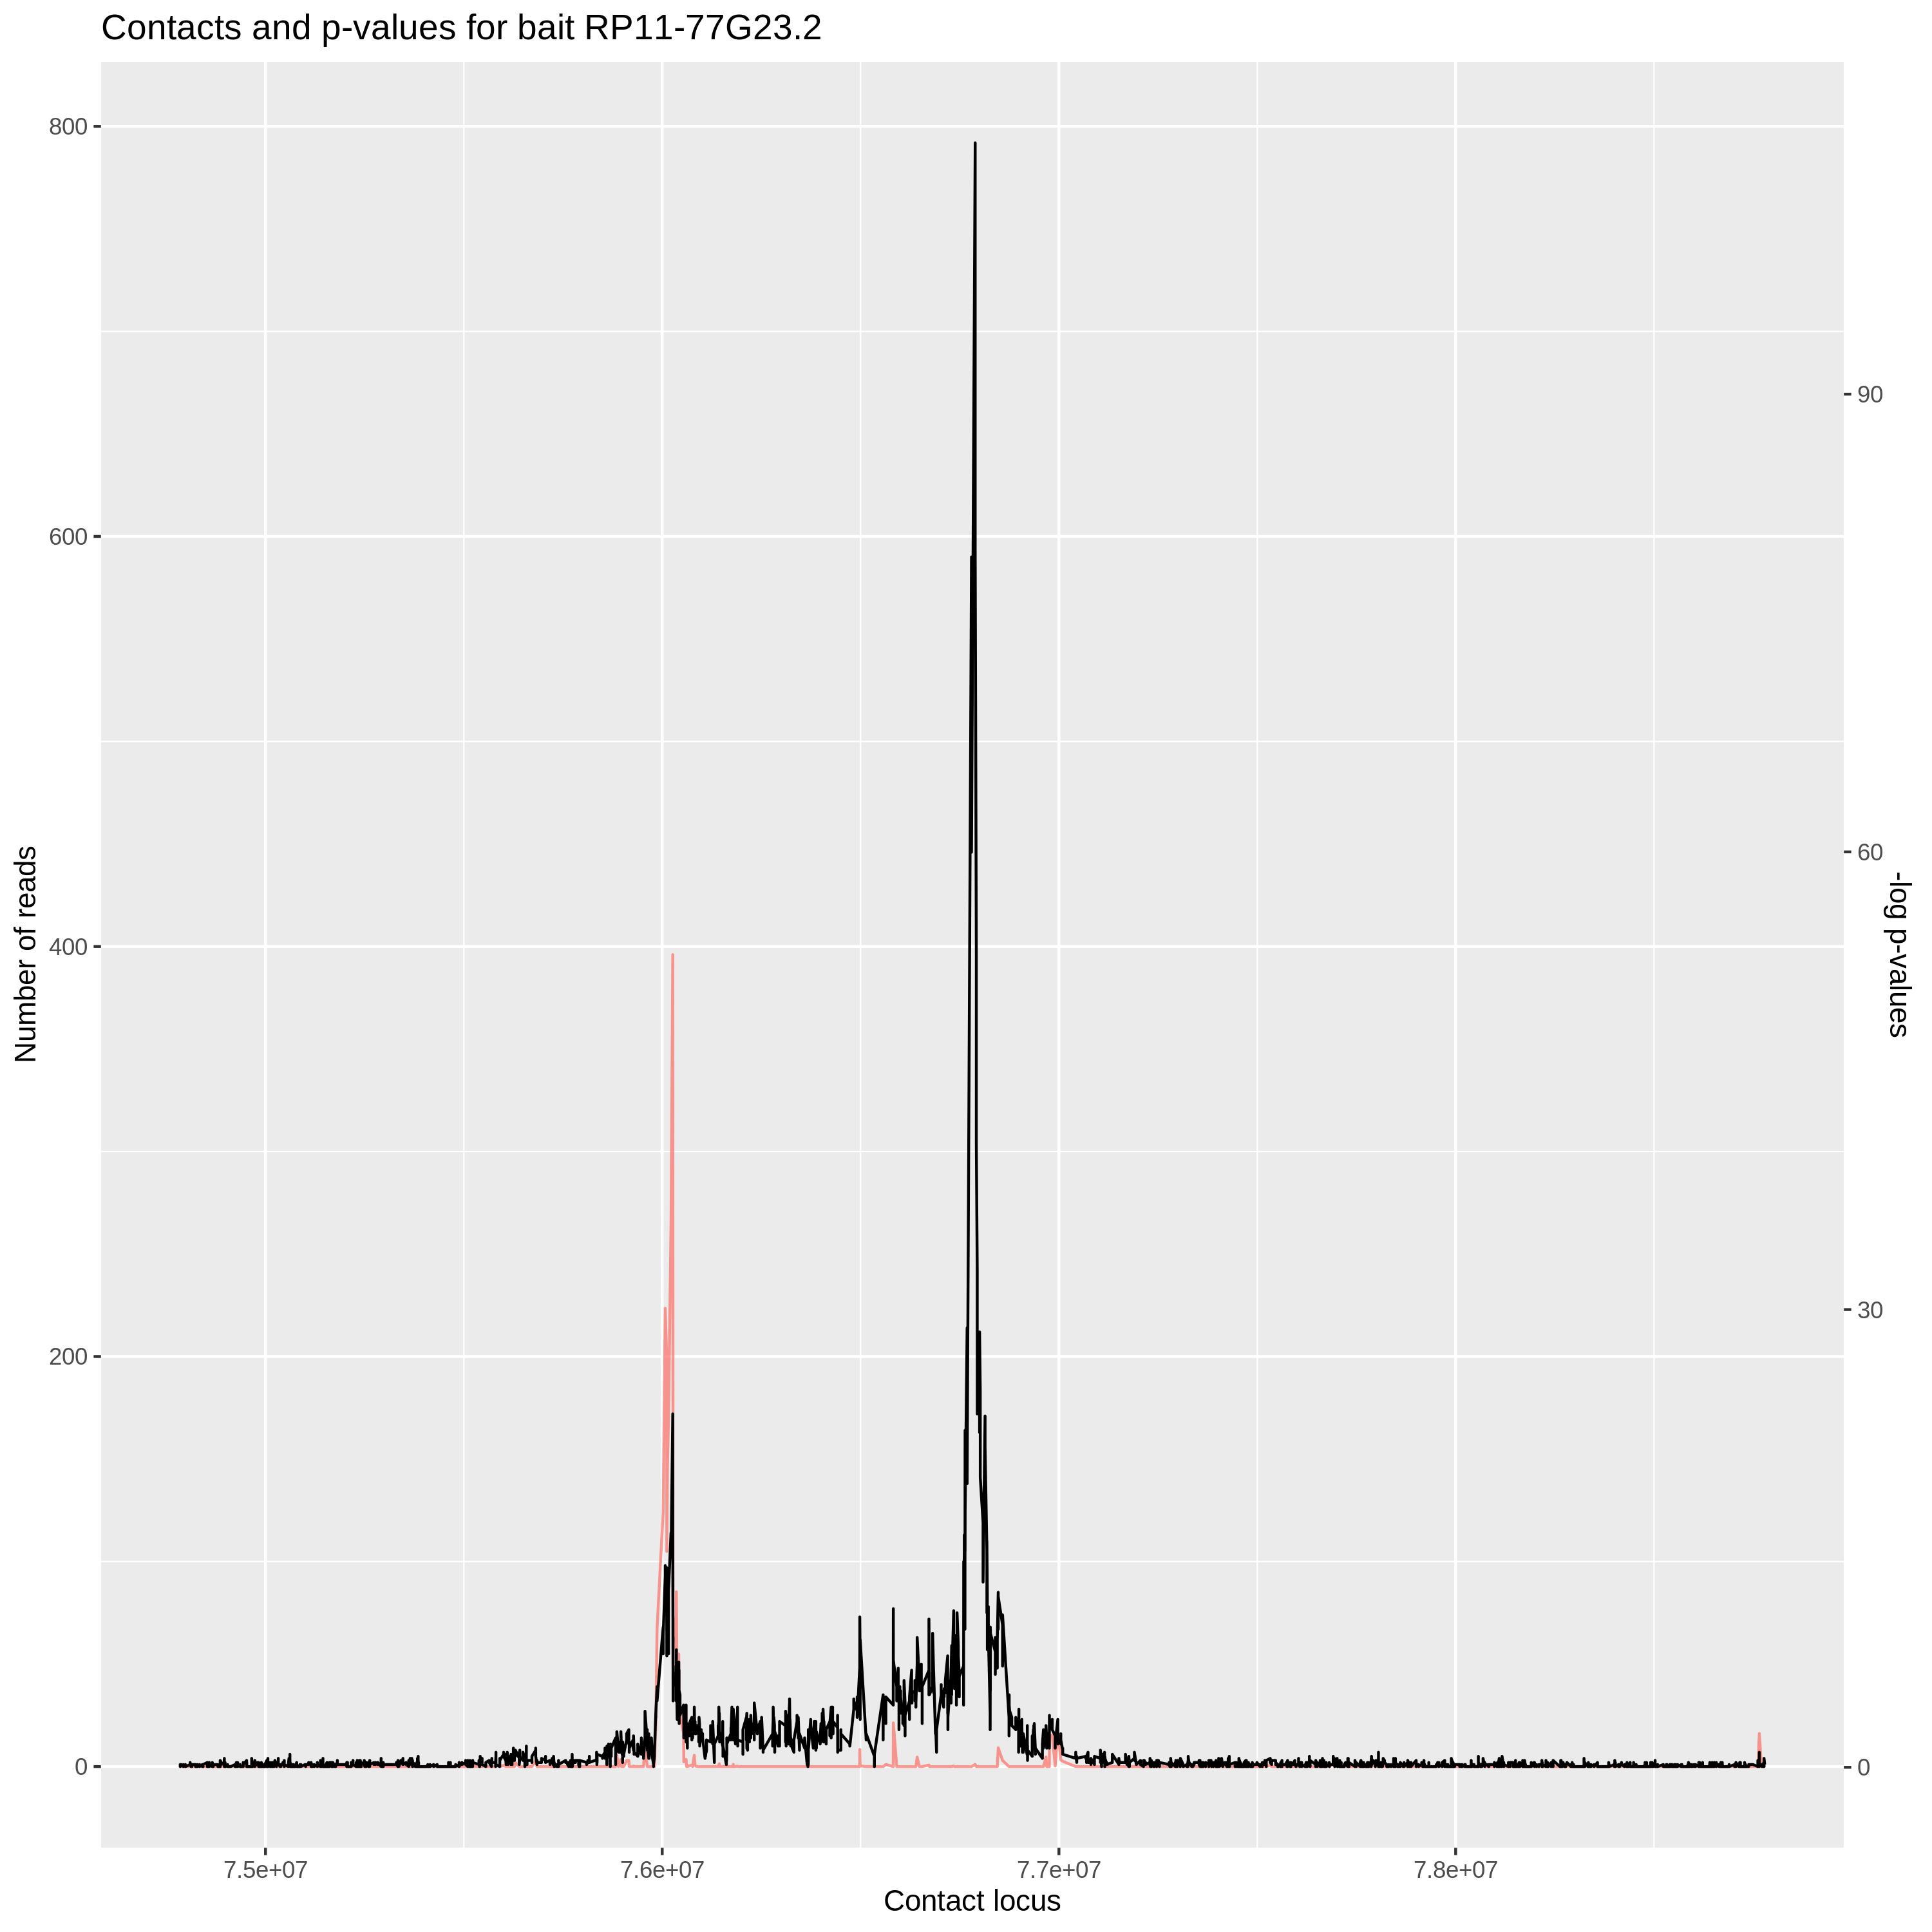 Contacts and p-values for bait RP11-77G23.2
800
600
400
200
0
90
60
30
0
Number of reads
-log p-values
7.5e+07
7.6e+07
7.7e+07
7.8e+07
Contact locus